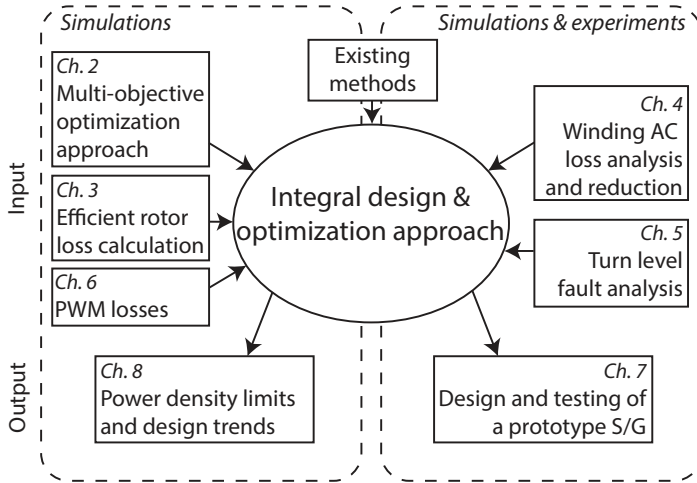 Simulations
Simulations & experiments
Existing
methods
Ch. 2
Multi-objective
optimization
approach
Ch. 3
Efficient rotor
loss calculation
Ch. 6
PWM losses
Integral design &
optimization approach
Ch. 4
Winding AC
loss analysis
and reduction
Ch. 5
Turn level
fault analysis
Input
Output
Ch. 8
Power density limits
and design trends
Ch. 7
Design and testing of
a prototype S/G